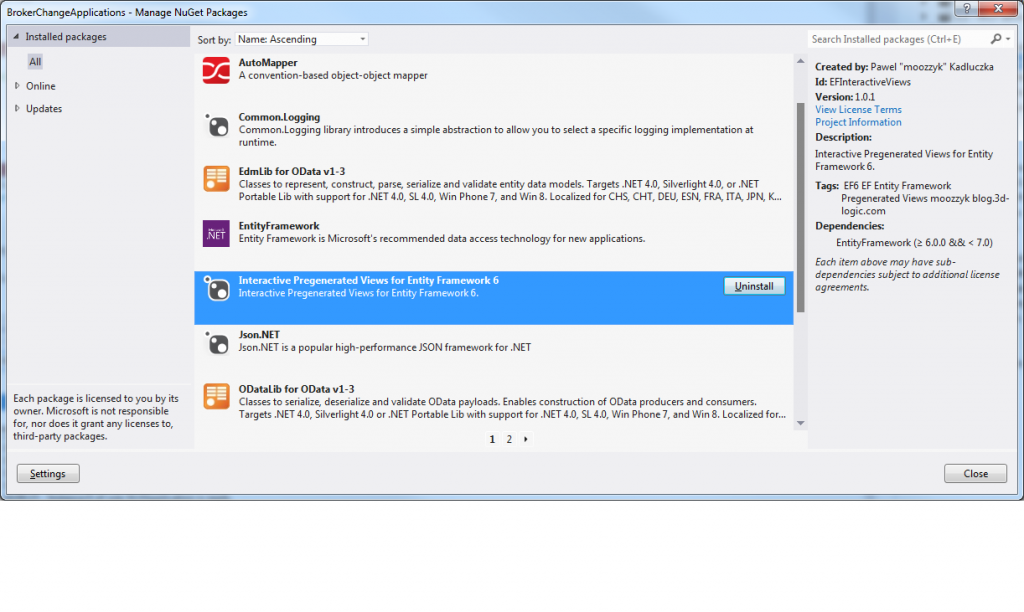 BrokerChangeApplications - Manage NuGet Packages
Installed packages
All
Online
Updates
Each package is licensed to you by its
owner. Microsoft is not responsible
for, nor does it grant any licenses to,
third-party packages.
Settings
Sort by: Name: Ascending
AutoMapper
A convention-based object-object mapper
Common.Logging
Common.Logging library introduces a simple abstraction to allow you to select a specific logging implementation at
runtime.
EdmLib for OData v1-3
Classes to represent, construct, parse, serialize and validate entity data models. Targets .NET 4.0, Silverlight 4.0, or .NET
Portable Lib with support for .NET 4.0, SL 4.0, Win Phone 7, and Win 8. Localized for CHS, CHT, DEU, ESN, FRA, ITA, JPN, K...
.NET
EntityFramework
Entity Framework is Microsoft's recommended data access technology for new applications.
Interactive Pregenerated Views for Entity Framework 6
Interactive Pregenerated Views for Entity Framework 6.
Uninstall
Json.NET
Json.NET is a popular high-performance JSON framework for .NET
ODataLib for OData v1-3
Classes to serialize, deserialize and validate OData payloads. Enables construction of OData producers and consumers.
Targets .NET 4.0, Silverlight 4.0 or .NET Portable Lib with support for .NET 4.0, SL 4.0, Win Phone 7, and Win 8. Localized for...
1 2
Search Installed packages (Ctrl+E)
Created by: Pawel "moozzyk" Kadluczka
Id: EFInteractiveViews
Version: 1.0.1
View License Terms
Project Information
Description:
Interactive Pregenerated Views for Entity
Framework 6.
Tags: EF6 EF Entity Framework
Pregenerated Views moozzyk blog.3d-
logic.com
Dependencies:
EntityFramework (≥ 6.0.0 && < 7.0)
Each item above may have sub-
dependencies subject to additional license
agreements.
Close